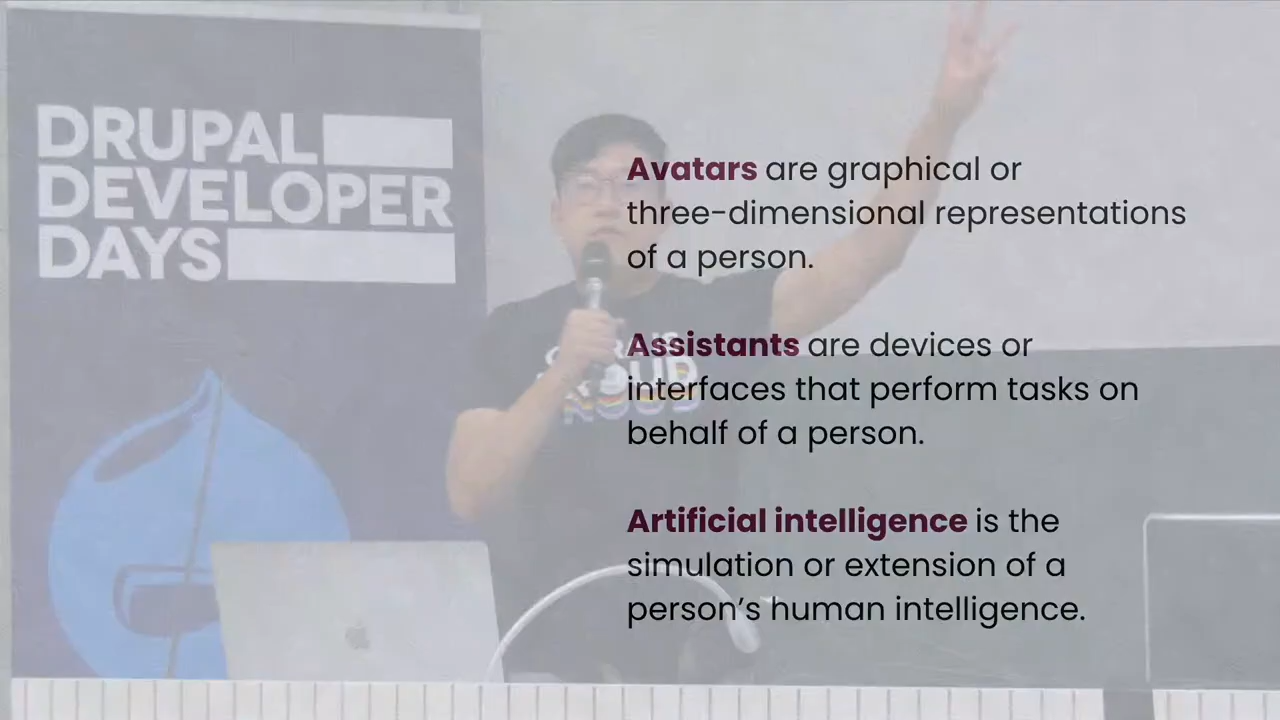 DRUPAL
DEVELOPER
DAYS
Avatars are graphical or
three-dimensional representations
of a person.
Assistants are devices or
interfaces that perform tasks on
behalf of a person.
Artificial intelligence is the
simulation or extension of a
person's human intelligence.